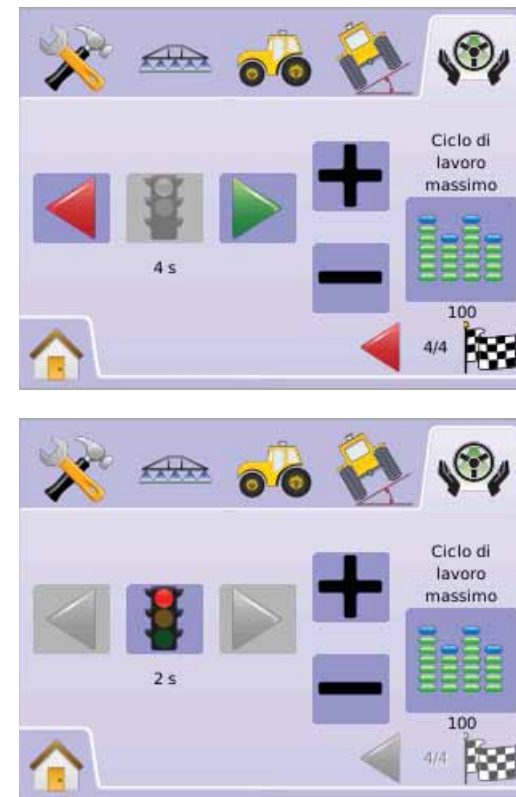 Ciclo di
lavoro
massimo
4 s
100
4/4
Ciclo di
lavoro
massimo
2 s
100
4/4